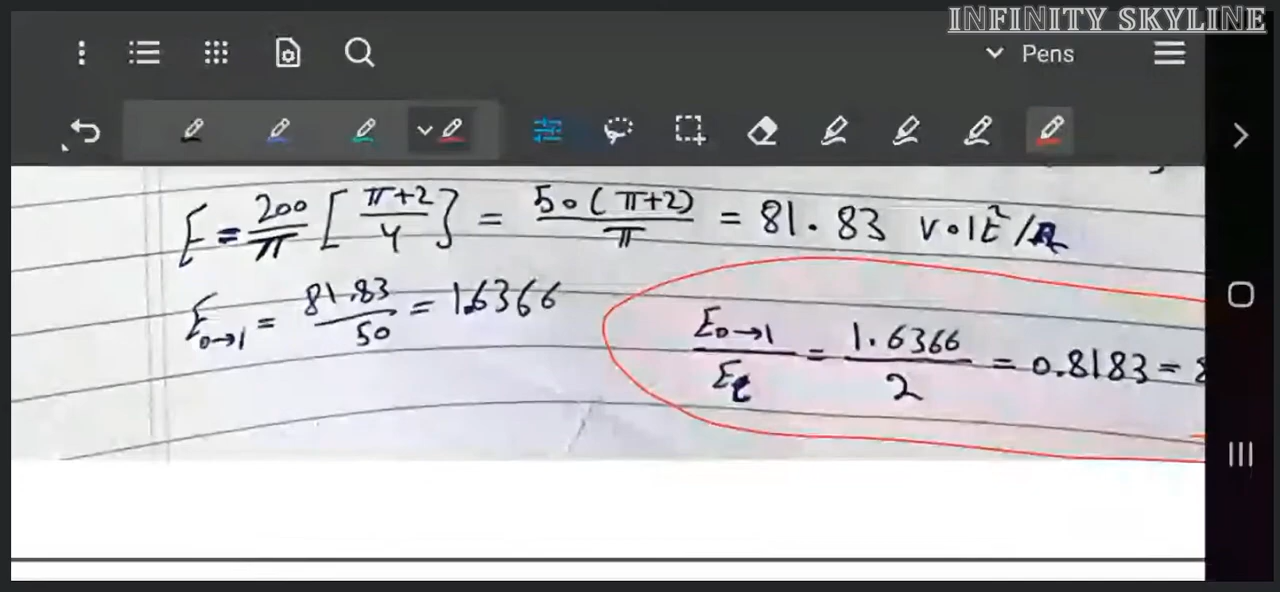 INFINITY SKYLINE
Pens
E = 200/π [π+2/4] = 50(π+2)/π = 81.83 volt²/R
E₀→₁ = 81.83/50 = 1.6366
E₀→₁/Eₜ = 1.6366/2 = 0.8183 = 8